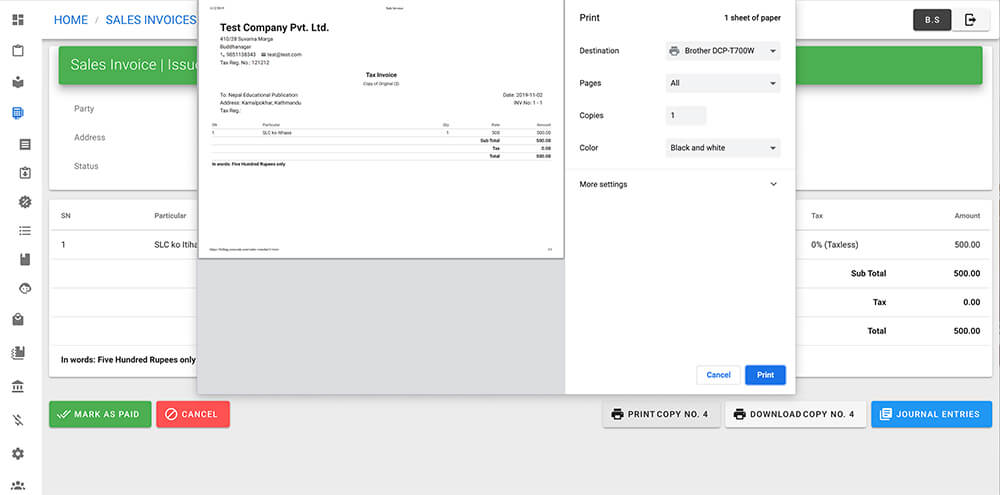 HOME / SALES INVOICES
B.S
Sales Invoice | Issue
Party
Address
Status
SN Particular Tax Amount
1 SLC ko Itiha 0% (Taxless) 500.00
Sub Total 500.00
Tax 0.00
Total 500.00
In words: Five Hundred Rupees only
MARK AS PAID
CANCEL
PRINT COPY NO. 4
DOWNLOAD COPY NO. 4
JOURNAL ENTRIES
Sales Invoice
Test Company Pvt. Ltd.
410/28 Suvarna Marga
Buddhanagar
9851138343 test@test.com
Tax Reg. No.: 121212
Tax Invoice
Copy of Original (3)
To: Nepal Educational Publication Date: 2019-11-02
Address: Kamalpokhar, Kathmandu INV No: 1 - 1
Tax Reg.:
SN Particular Qty Rate Amount
1 SLC ko Itihasa 1 500 500.00
Sub Total 500.00
Tax 0.00
Total 500.00
In words: Five Hundred Rupees only
Print 1 sheet of paper
Destination Brother DCP-T700W
Pages All
Copies 1
Color Black and white
More settings
Cancel Print